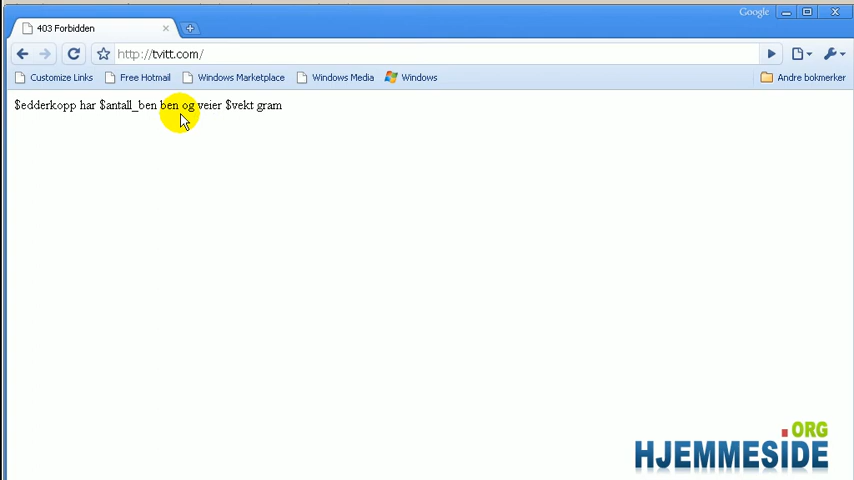 Google
403 Forbidden
http://tvitt.com/
Customize Links Free Hotmail Windows Marketplace Windows Media Windows Andre bokmerker
$edderkopp har $antall_ben ben og veier $vekt gram
.ORG
HJEMMESIDE